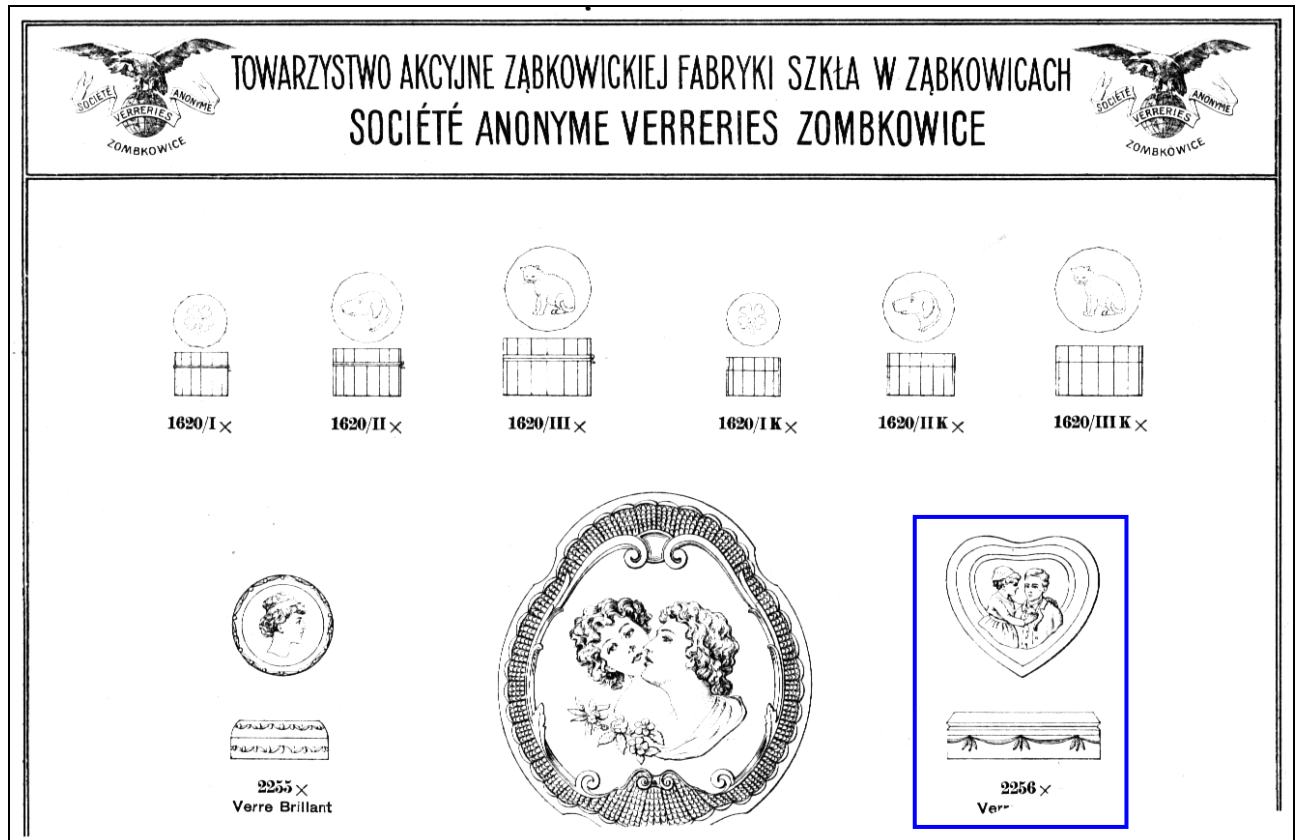 TOWARZYSTWO AKCYJNE ZĄBKOWICKIEJ FABRYKI SZKŁA W ZĄBKOWICACH
SOCIÉTÉ ANONYME VERRERIES ZOMBKOWICE
SOCIÉTÉ ANONYME
VERRERIES
ZOMBKOWICE
SOCIÉTÉ ANONYME
VERRERIES
ZOMBKOWICE
1620/I × 1620/II × 1620/III × 1620/I K × 1620/II K × 1620/III K ×
2255 × 2256 ×
Verre Brillant